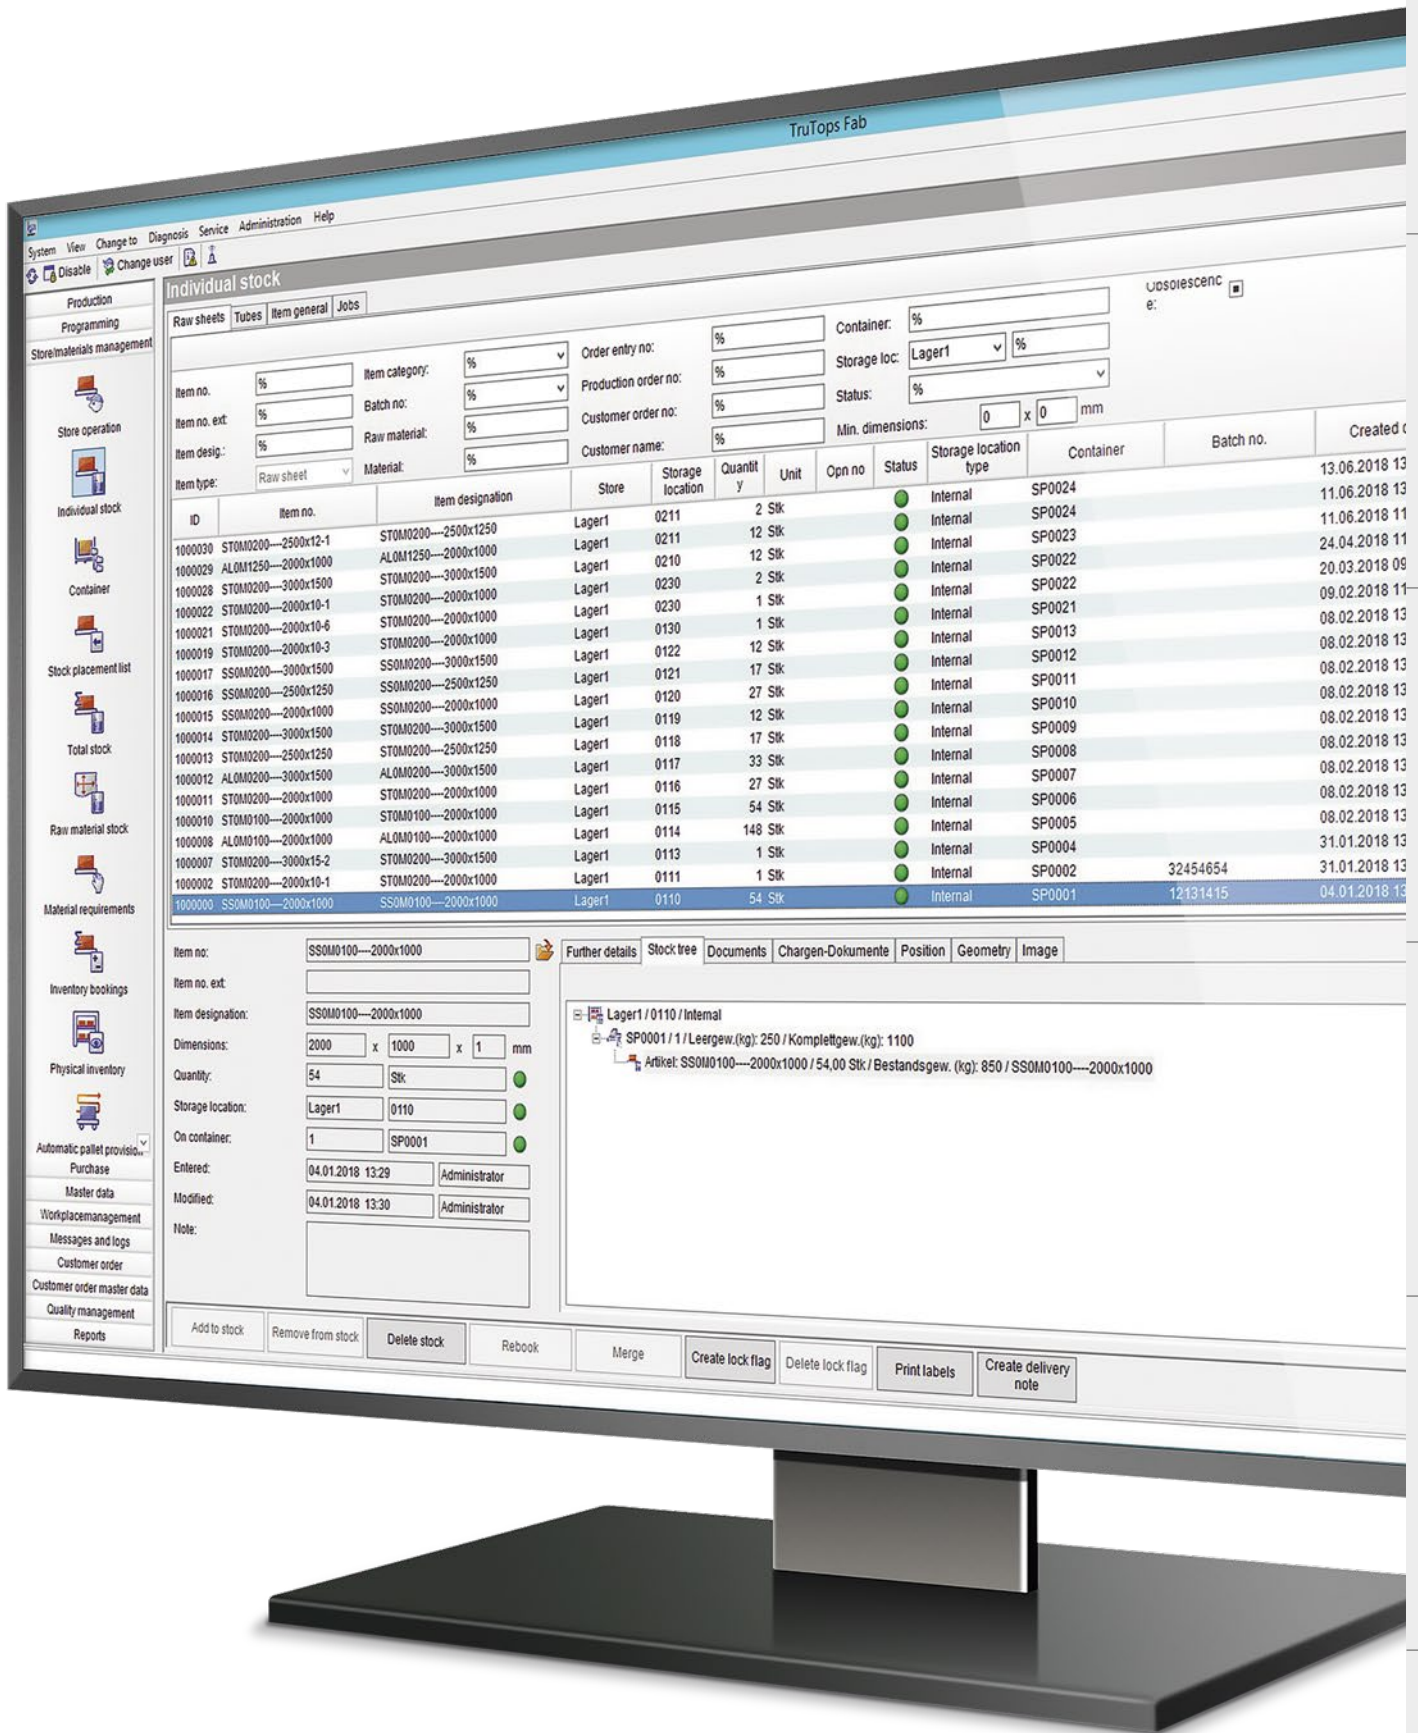 TruTops Fab
System View Change to Diagnosis Service Administration Help
Disable Change user
Production
Programming
Store/materials management
Store operation
Individual stock
Container
Stock placement list
Total stock
Raw material stock
Material requirements
Inventory bookings
Physical inventory
Automatic pallet provisio...
Purchase
Master data
Workplacemanagement
Messages and logs
Customer order
Customer order master data
Quality management
Reports
Individual stock
Raw sheets Tubes Item general Jobs
Item no. % Item category: % Order entry no: % Container: % Obsolescenc
e:
Item no. ext: % Batch no: % Production order no: % Storage loc: Lager1 %
Item desig.: % Raw material: % Customer order no: % Status: %
Item type: Raw sheet Material: % Customer name: % Min. dimensions: 0 x 0 mm
ID Item no. Item designation Store Storage location Quantit y Unit Opn no Status Storage location type Container Batch no. Created
1000030 ST0M0200----2500x12-1 ST0M0200----2500x1250 Lager1 0211 2 Stk Internal SP0024 13.06.2018 13
1000029 AL0M1250----2000x1000 AL0M1250----2000x1000 Lager1 0211 12 Stk Internal SP0024 11.06.2018 13
1000028 ST0M0200----3000x1500 ST0M0200----3000x1500 Lager1 0210 12 Stk Internal SP0023 11.06.2018 11
1000022 ST0M0200----2000x10-1 ST0M0200----2000x1000 Lager1 0230 2 Stk Internal SP0022 24.04.2018 11
1000021 ST0M0200----2000x10-6 ST0M0200----2000x1000 Lager1 0230 1 Stk Internal SP0022 20.03.2018 09
1000019 ST0M0200----2000x10-3 ST0M0200----2000x1000 Lager1 0130 1 Stk Internal SP0021 09.02.2018 11
1000017 SS0M0200----3000x1500 SS0M0200----3000x1500 Lager1 0122 12 Stk Internal SP0013 08.02.2018 13
1000016 SS0M0200----2500x1250 SS0M0200----2500x1250 Lager1 0121 17 Stk Internal SP0012 08.02.2018 13
1000015 SS0M0200----2000x1000 SS0M0200----2000x1000 Lager1 0120 27 Stk Internal SP0011 08.02.2018 13
1000014 ST0M0200----3000x1500 ST0M0200----3000x1500 Lager1 0119 12 Stk Internal SP0010 08.02.2018 13
1000013 ST0M0200----2500x1250 ST0M0200----2500x1250 Lager1 0118 17 Stk Internal SP0009 08.02.2018 13
1000012 AL0M0200----3000x1500 AL0M0200----3000x1500 Lager1 0117 33 Stk Internal SP0008 08.02.2018 13
1000011 ST0M0200----2000x1000 ST0M0200----2000x1000 Lager1 0116 27 Stk Internal SP0007 08.02.2018 13
1000010 ST0M0100----2000x1000 ST0M0100----2000x1000 Lager1 0115 54 Stk Internal SP0006 08.02.2018 13
1000008 AL0M0100----2000x1000 AL0M0100----2000x1000 Lager1 0114 148 Stk Internal SP0005 08.02.2018 13
1000007 ST0M0200----3000x15-2 ST0M0200----3000x1500 Lager1 0113 1 Stk Internal SP0004 31.01.2018 13
1000002 ST0M0200----2000x10-1 ST0M0200----2000x1000 Lager1 0111 1 Stk Internal SP0002 32454654 31.01.2018 13
1000000 SS0M0100----2000x1000 SS0M0100----2000x1000 Lager1 0110 54 Stk Internal SP0001 12131415 04.01.2018 13
Item no: SS0M0100----2000x1000
Item no. ext:
Item designation: SS0M0100----2000x1000
Dimensions: 2000 x 1000 x 1 mm
Quantity: 54 Stk
Storage location: Lager1 0110
On container: 1 SP0001
Entered: 04.01.2018 13:29 Administrator
Modified: 04.01.2018 13:30 Administrator
Note:
Further details Stock tree Documents Chargen-Dokumente Position Geometry Image
Lager1 / 0110 / Internal
SP0001 / 1 / Leergew.(kg): 250 / Komplettgew.(kg): 1100
Artikel: SS0M0100----2000x1000 / 54,00 Stk / Bestandsgew. (kg): 850 / SS0M0100----2000x1000
Add to stock Remove from stock Delete stock Rebook Merge Create lock flag Delete lock flag Print labels Create delivery note